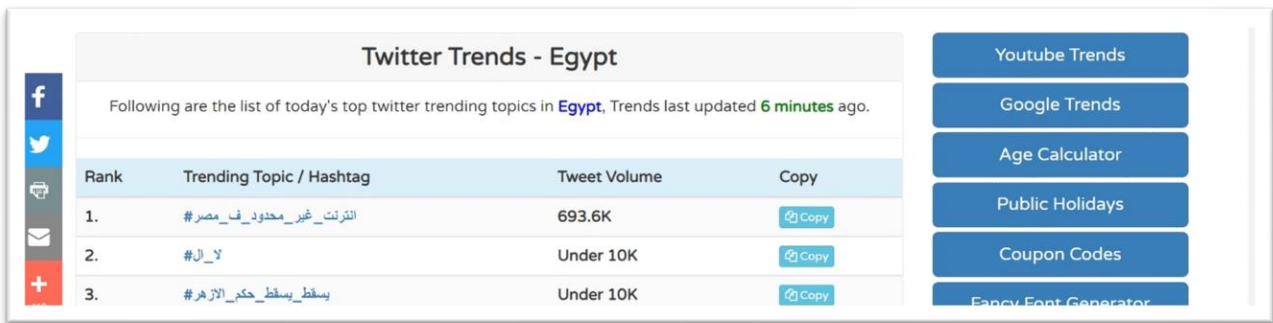 Twitter Trends - Egypt
Following are the list of today's top twitter trending topics in Egypt, Trends last updated 6 minutes ago.
Rank Trending Topic / Hashtag Tweet Volume Copy
1. #انترنت_غير_محدود_ف_مصر 693.6K Copy
2. #لا_ال Under 10K Copy
3. #يسقط_يسقط_حكم_الازهر Under 10K Copy
Youtube Trends
Google Trends
Age Calculator
Public Holidays
Coupon Codes
Fancy Font Generator